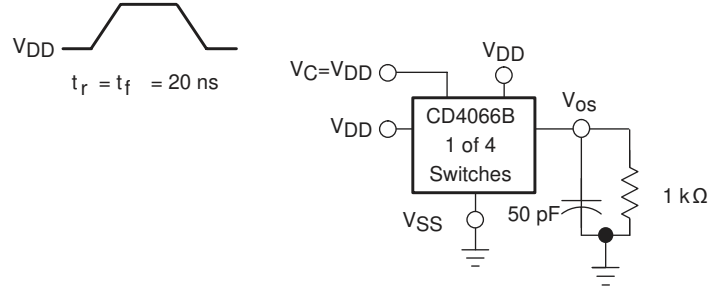 VDD
tr = tf = 20 ns
VC=VDD
VDD
VDD
CD4066B
1 of 4
Switches
Vos
VSS
50 pF
1 kΩ